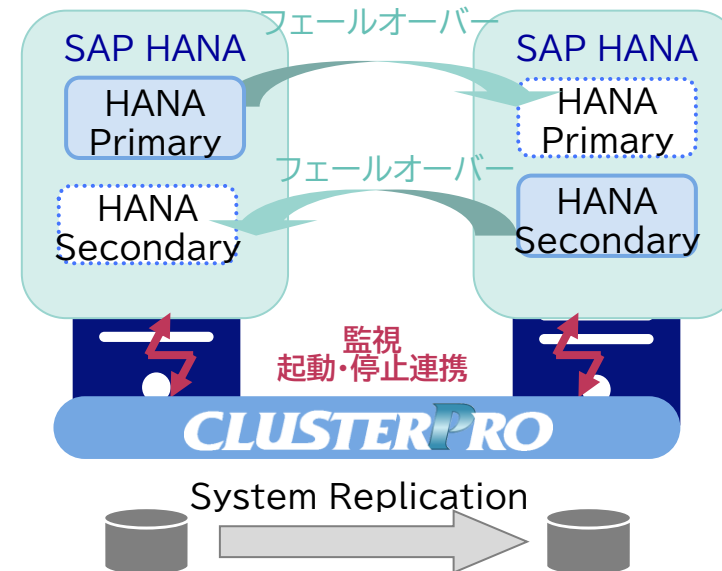 フェールオーバー
SAP HANA
SAP HANA
HANA
Primary
HANA
Primary
フェールオーバー
HANA
Secondary
HANA
Secondary
監視
起動・停止連携
CLUSTERPRO
System Replication